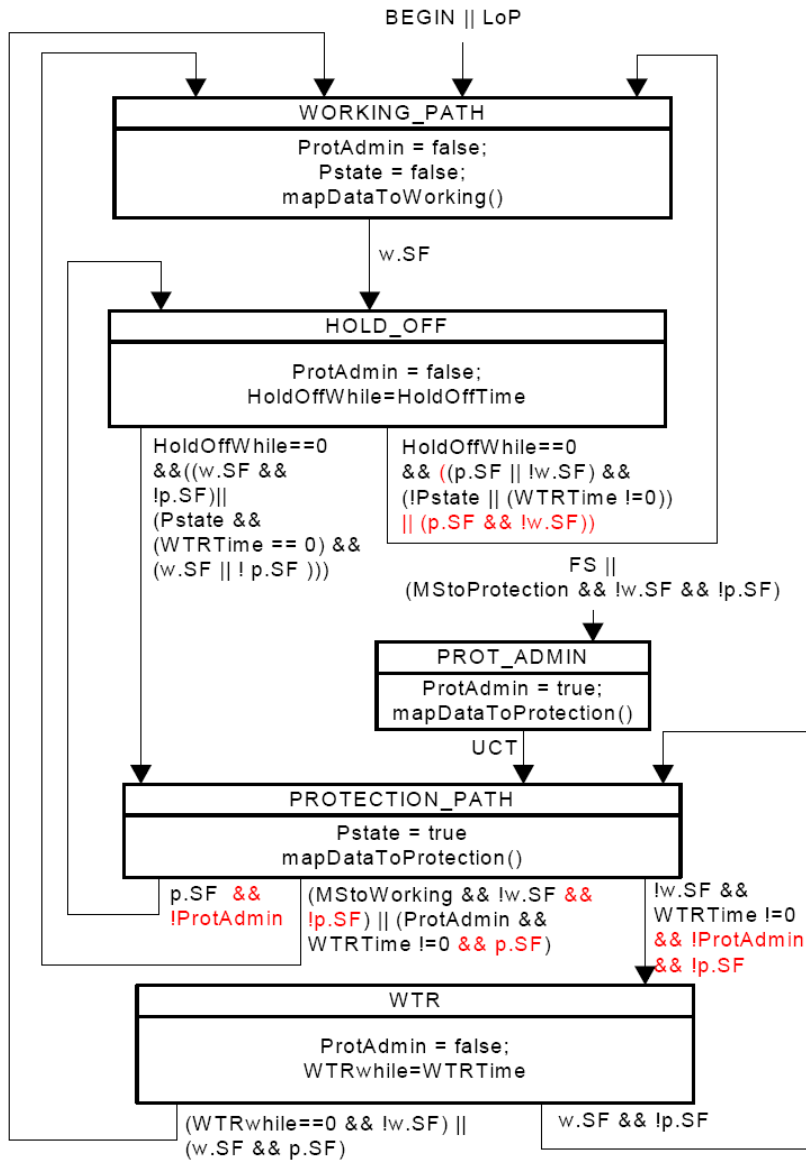 BEGIN || LoP
WORKING_PATH
ProtAdmin = false;
Pstate = false;
mapDataToWorking()
w.SF
HOLD_OFF
ProtAdmin = false;
HoldOffWhile=HoldOffTime
HoldOffWhile==0
&&((w.SF &&
!p.SF)||
(Pstate &&
(WTRTime == 0) &&
(w.SF || ! p.SF )))
HoldOffWhile==0
&& ((p.SF || !w.SF) &&
(!Pstate || (WTRTime !=0))
|| (p.SF && !w.SF))
FS ||
(MStoProtection && !w.SF && !p.SF)
PROT_ADMIN
ProtAdmin = true;
mapDataToProtection()
UCT
PROTECTION_PATH
Pstate = true
mapDataToProtection()
p.SF &&
!ProtAdmin
(MStoWorking && !w.SF &&
!p.SF) || (ProtAdmin &&
WTRTime !=0 && p.SF)
!w.SF &&
WTRTime !=0
&& !ProtAdmin
&& !p.SF
WTR
ProtAdmin = false;
WTRwhile=WTRTime
(WTRwhile==0 && !w.SF) ||
(w.SF && p.SF)
w.SF && !p.SF